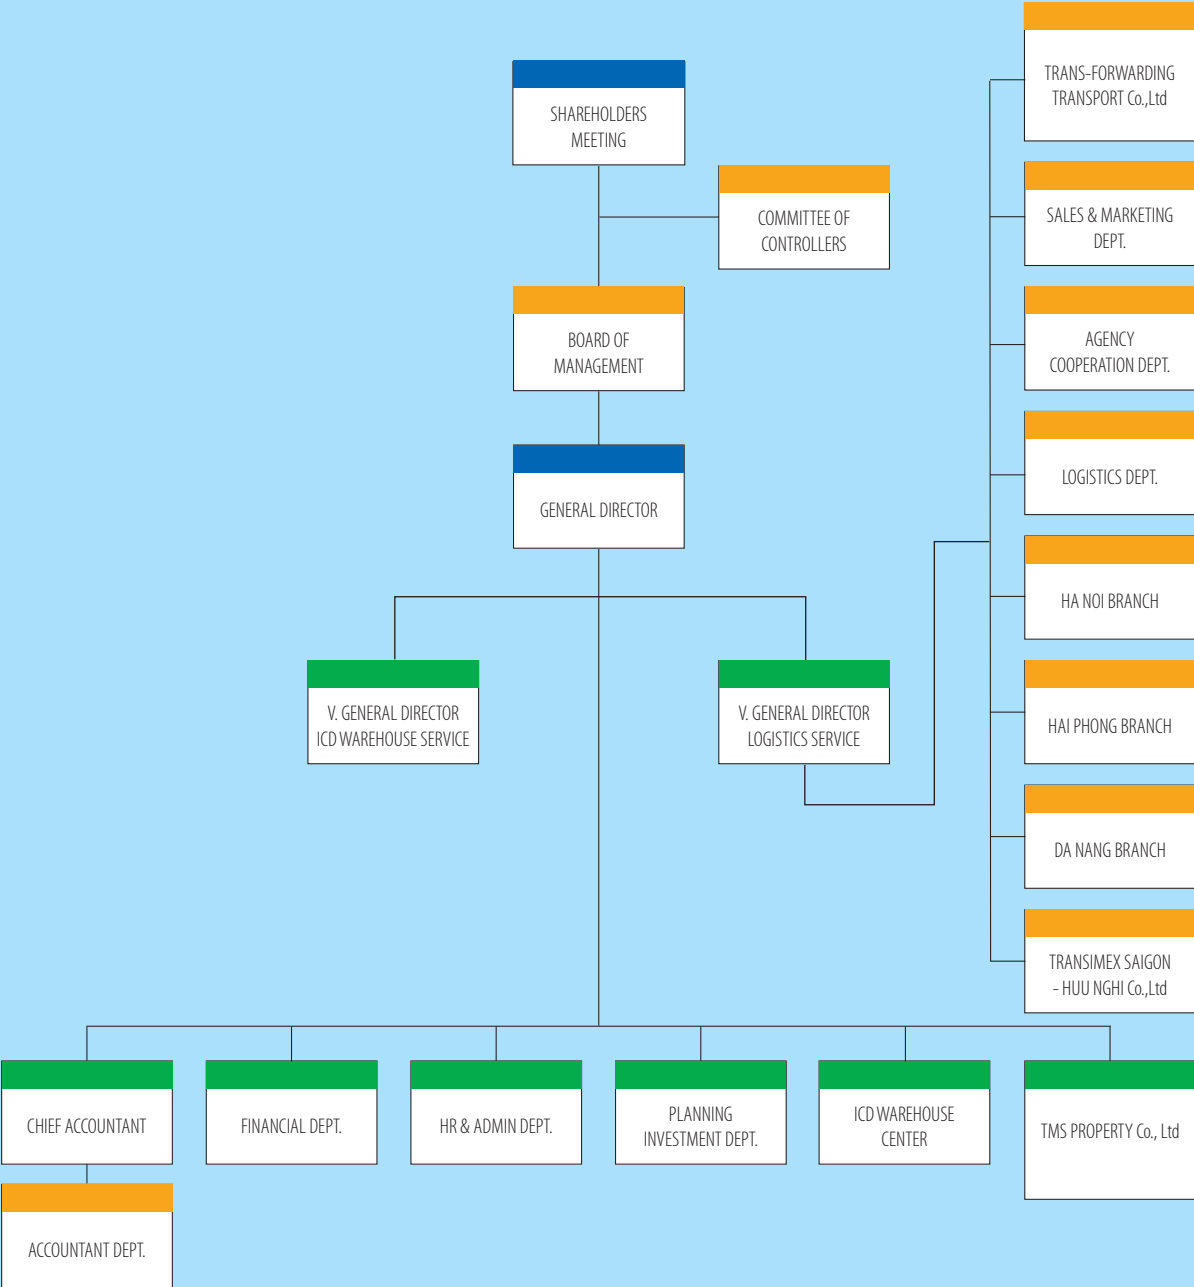 SHAREHOLDERS
MEETING
COMMITTEE OF
CONTROLLERS
BOARD OF
MANAGEMENT
GENERAL DIRECTOR
V. GENERAL DIRECTOR
ICD WAREHOUSE SERVICE
V. GENERAL DIRECTOR
LOGISTICS SERVICE
TRANS-FORWARDING
TRANSPORT Co.,Ltd
SALES & MARKETING
DEPT.
AGENCY
COOPERATION DEPT.
LOGISTICS DEPT.
HA NOI BRANCH
HAI PHONG BRANCH
DA NANG BRANCH
TRANSIMEX SAIGON
- HUU NGHI Co.,Ltd
CHIEF ACCOUNTANT
FINANCIAL DEPT.
HR & ADMIN DEPT.
PLANNING
INVESTMENT DEPT.
ICD WAREHOUSE
CENTER
TMS PROPERTY Co., Ltd
ACCOUNTANT DEPT.